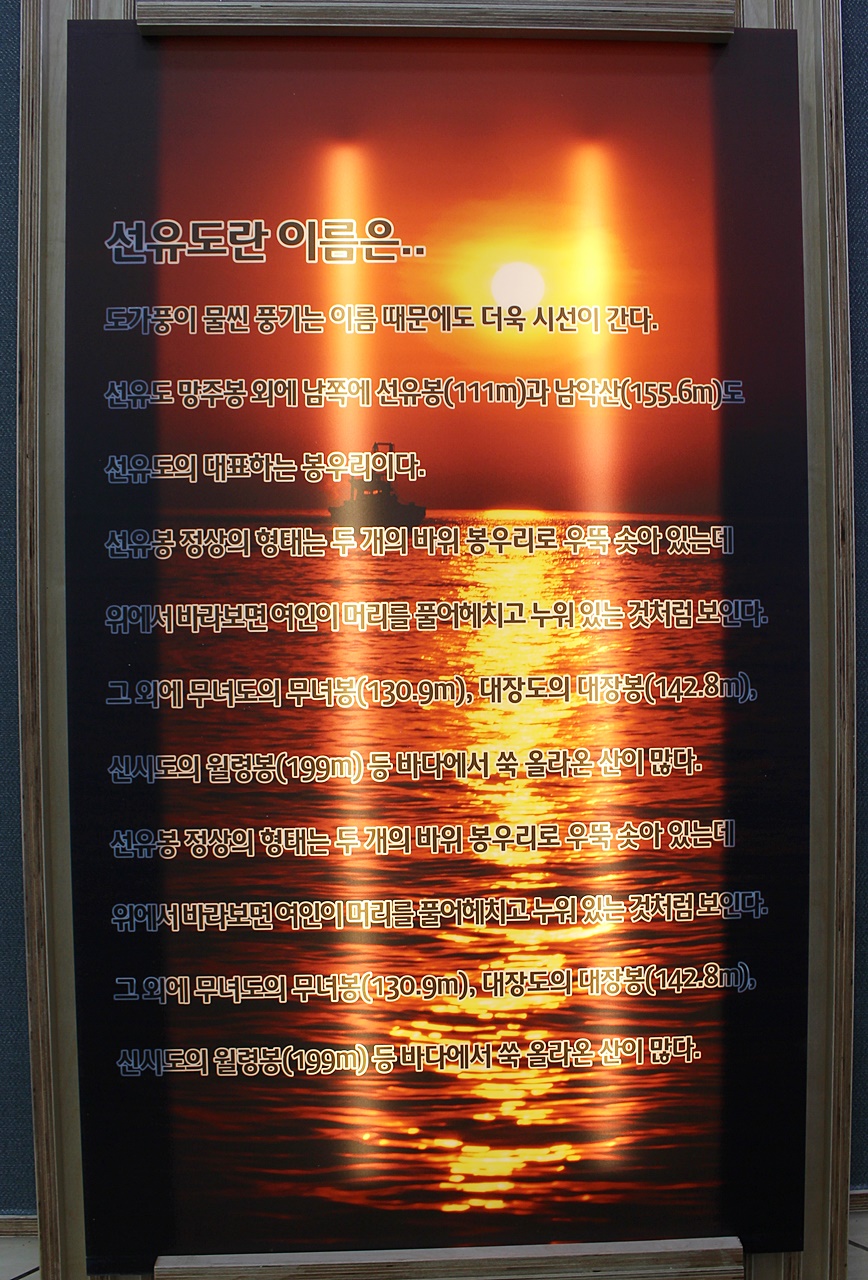 선유도란 이름은..
도가풍이 물씬 풍기는 이름 때문에도 더욱 시선이 간다.
선유도 망주봉 외에 남쪽에 선유봉(111m)과 남악산(155.6m)도
선유도의 대표하는 봉우리이다.
선유봉 정상의 형태는 두 개의 바위 봉우리로 우뚝 솟아 있는데
위에서 바라보면 여인이 머리를 풀어헤치고 누워 있는 것처럼 보인다.
그 외에 무녀도의 무녀봉(130.9m), 대장도의 대장봉(142.8m),
신시도의 월령봉(199m) 등 바다에서 쑥 올라온 산이 많다.
선유봉 정상의 형태는 두 개의 바위 봉우리로 우뚝 솟아 있는데
위에서 바라보면 여인이 머리를 풀어헤치고 누워 있는 것처럼 보인다.
그 외에 무녀도의 무녀봉(130.9m), 대장도의 대장봉(142.8m),
신시도의 월령봉(199m) 등 바다에서 쑥 올라온 산이 많다.